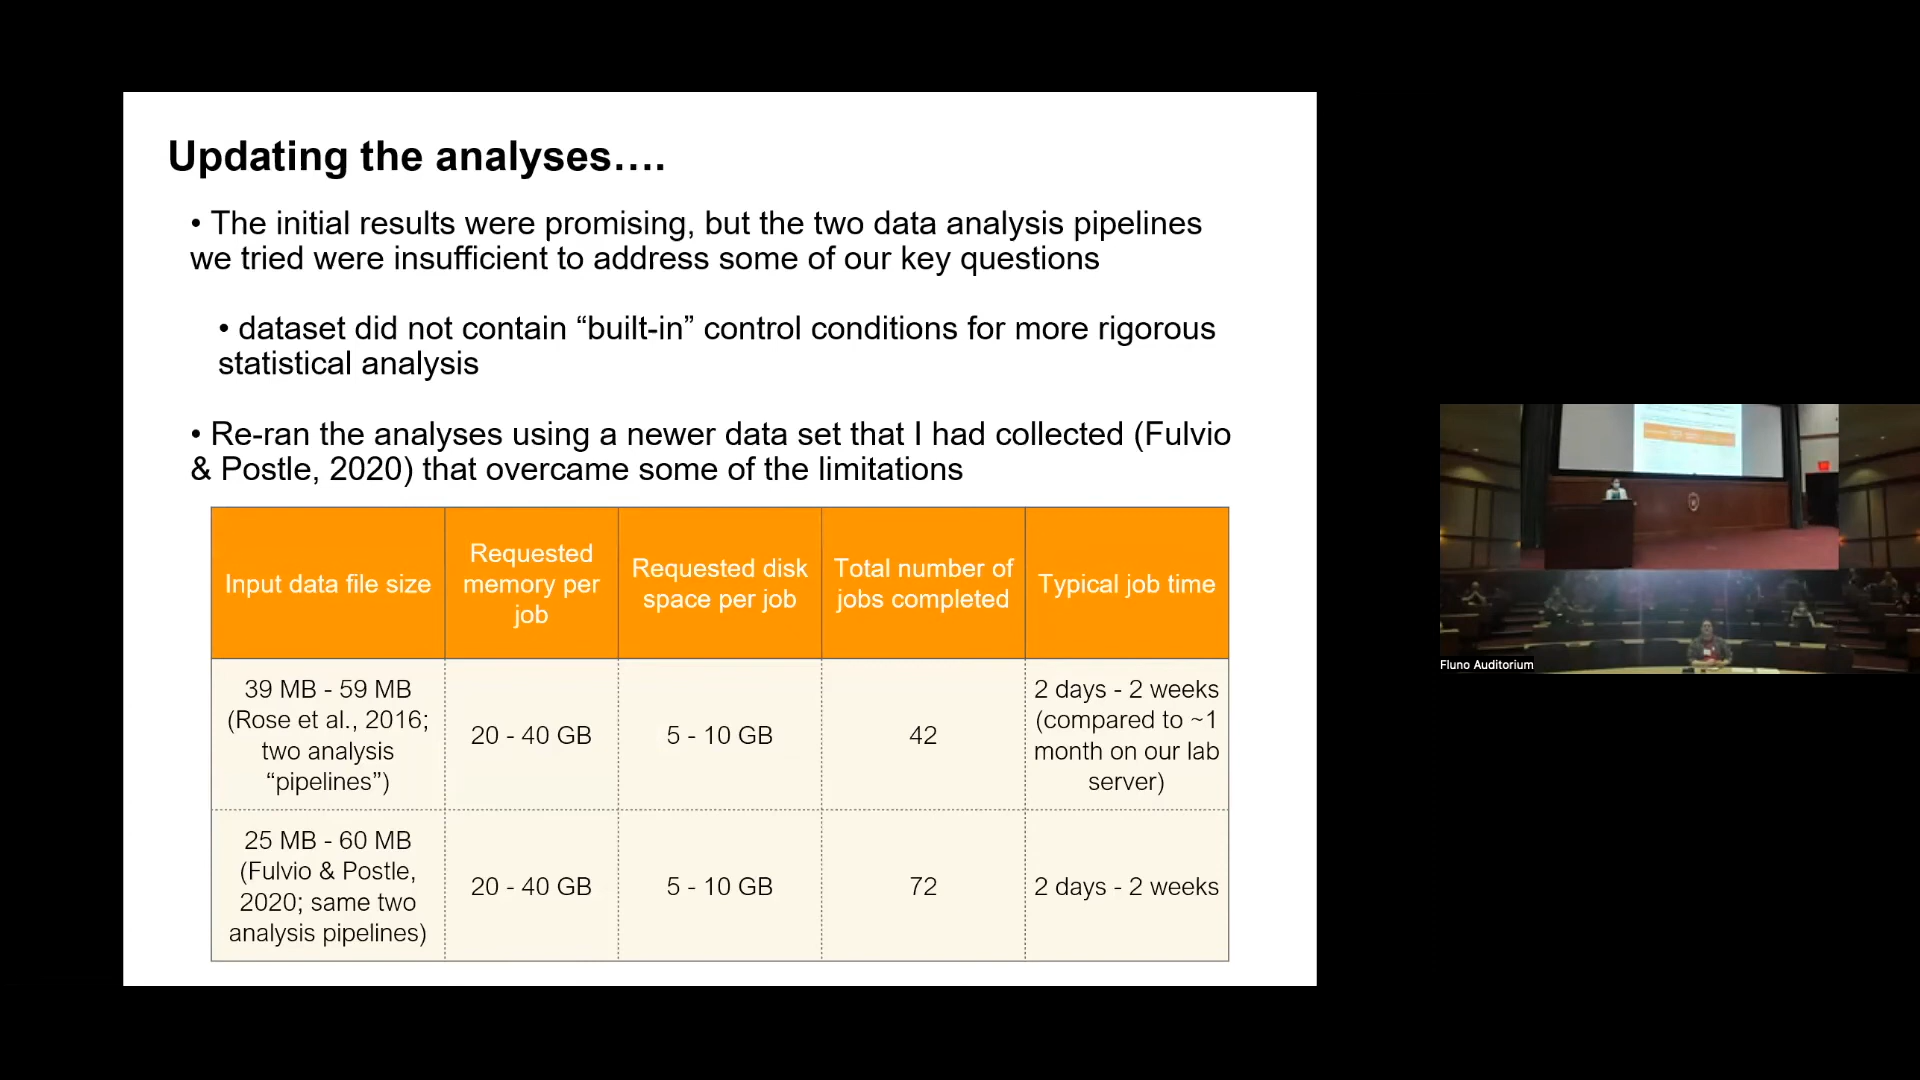 Updating the analyses….
• The initial results were promising, but the two data analysis pipelines
we tried were insufficient to address some of our key questions
• dataset did not contain “built-in” control conditions for more rigorous
statistical analysis
• Re-ran the analyses using a newer data set that I had collected (Fulvio
& Postle, 2020) that overcame some of the limitations
Input data file size
Requested
memory per
job
Requested disk
space per job
Total number of
jobs completed
Typical job time
39 MB - 59 MB
(Rose et al., 2016;
two analysis
“pipelines”)
20 - 40 GB
5 - 10 GB
42
2 days - 2 weeks
(compared to ~1
month on our lab
server)
25 MB - 60 MB
(Fulvio & Postle,
2020; same two
analysis pipelines)
20 - 40 GB
5 - 10 GB
72
2 days - 2 weeks
Fluno Auditorium